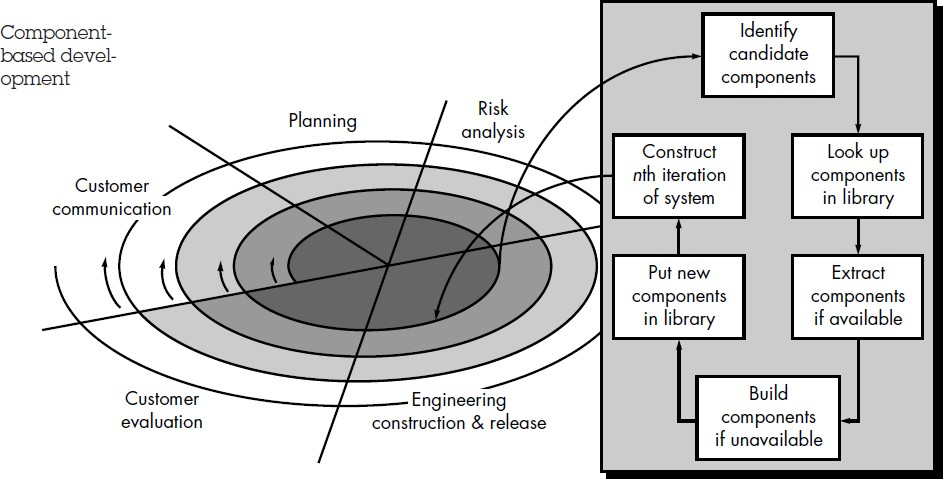 Component-
based devel-
opment
Planning
Risk
analysis
Customer
communication
Customer
evaluation
Engineering
construction & release
Identify
candidate
components
Look up
components
in library
Extract
components
if available
Build
components
if unavailable
Put new
components
in library
Construct
nth iteration
of system